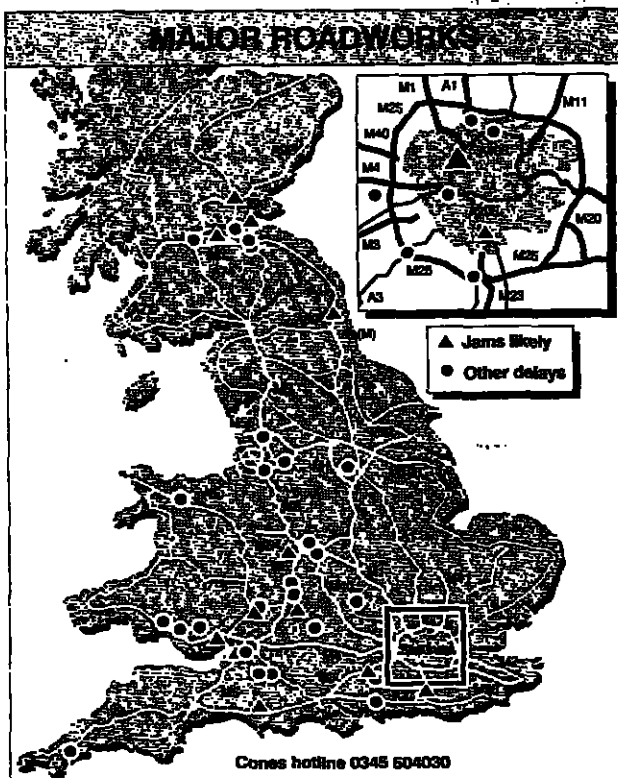 MAJOR ROADWORKS
M1
A1
M25
M11
M40
M4
M20
M3
M25
M25
A3
M23
(M)
▲ Jams likely
● Other delays
Cones hotline 0345 504030